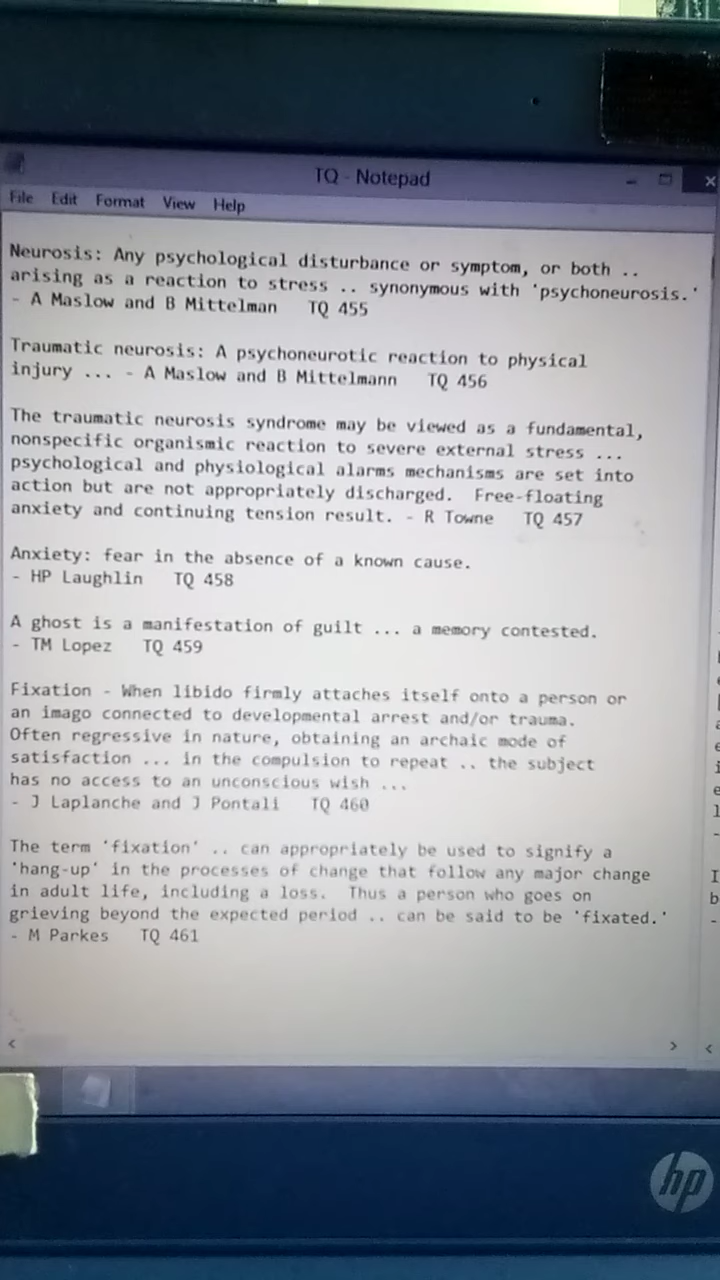 TQ - Notepad
File Edit Format View Help
Neurosis: Any psychological disturbance or symptom, or both ..
arising as a reaction to stress .. synonymous with 'psychoneurosis.'
- A Maslow and B Mittelman TQ 455
Traumatic neurosis: A psychoneurotic reaction to physical
injury ... - A Maslow and B Mittelmann TQ 456
The traumatic neurosis syndrome may be viewed as a fundamental,
nonspecific organismic reaction to severe external stress ...
psychological and physiological alarms mechanisms are set into
action but are not appropriately discharged. Free-floating
anxiety and continuing tension result. - R Towne TQ 457
Anxiety: fear in the absence of a known cause.
- HP Laughlin TQ 458
A ghost is a manifestation of guilt ... a memory contested.
- TM Lopez TQ 459
Fixation - When libido firmly attaches itself onto a person or
an imago connected to developmental arrest and/or trauma.
Often regressive in nature, obtaining an archaic mode of
satisfaction ... in the compulsion to repeat .. the subject
has no access to an unconscious wish ...
- J Laplanche and J Pontali TQ 460
The term 'fixation' .. can appropriately be used to signify a
'hang-up' in the processes of change that follow any major change
in adult life, including a loss. Thus a person who goes on
grieving beyond the expected period .. can be said to be 'fixated.'
- M Parkes TQ 461
hp